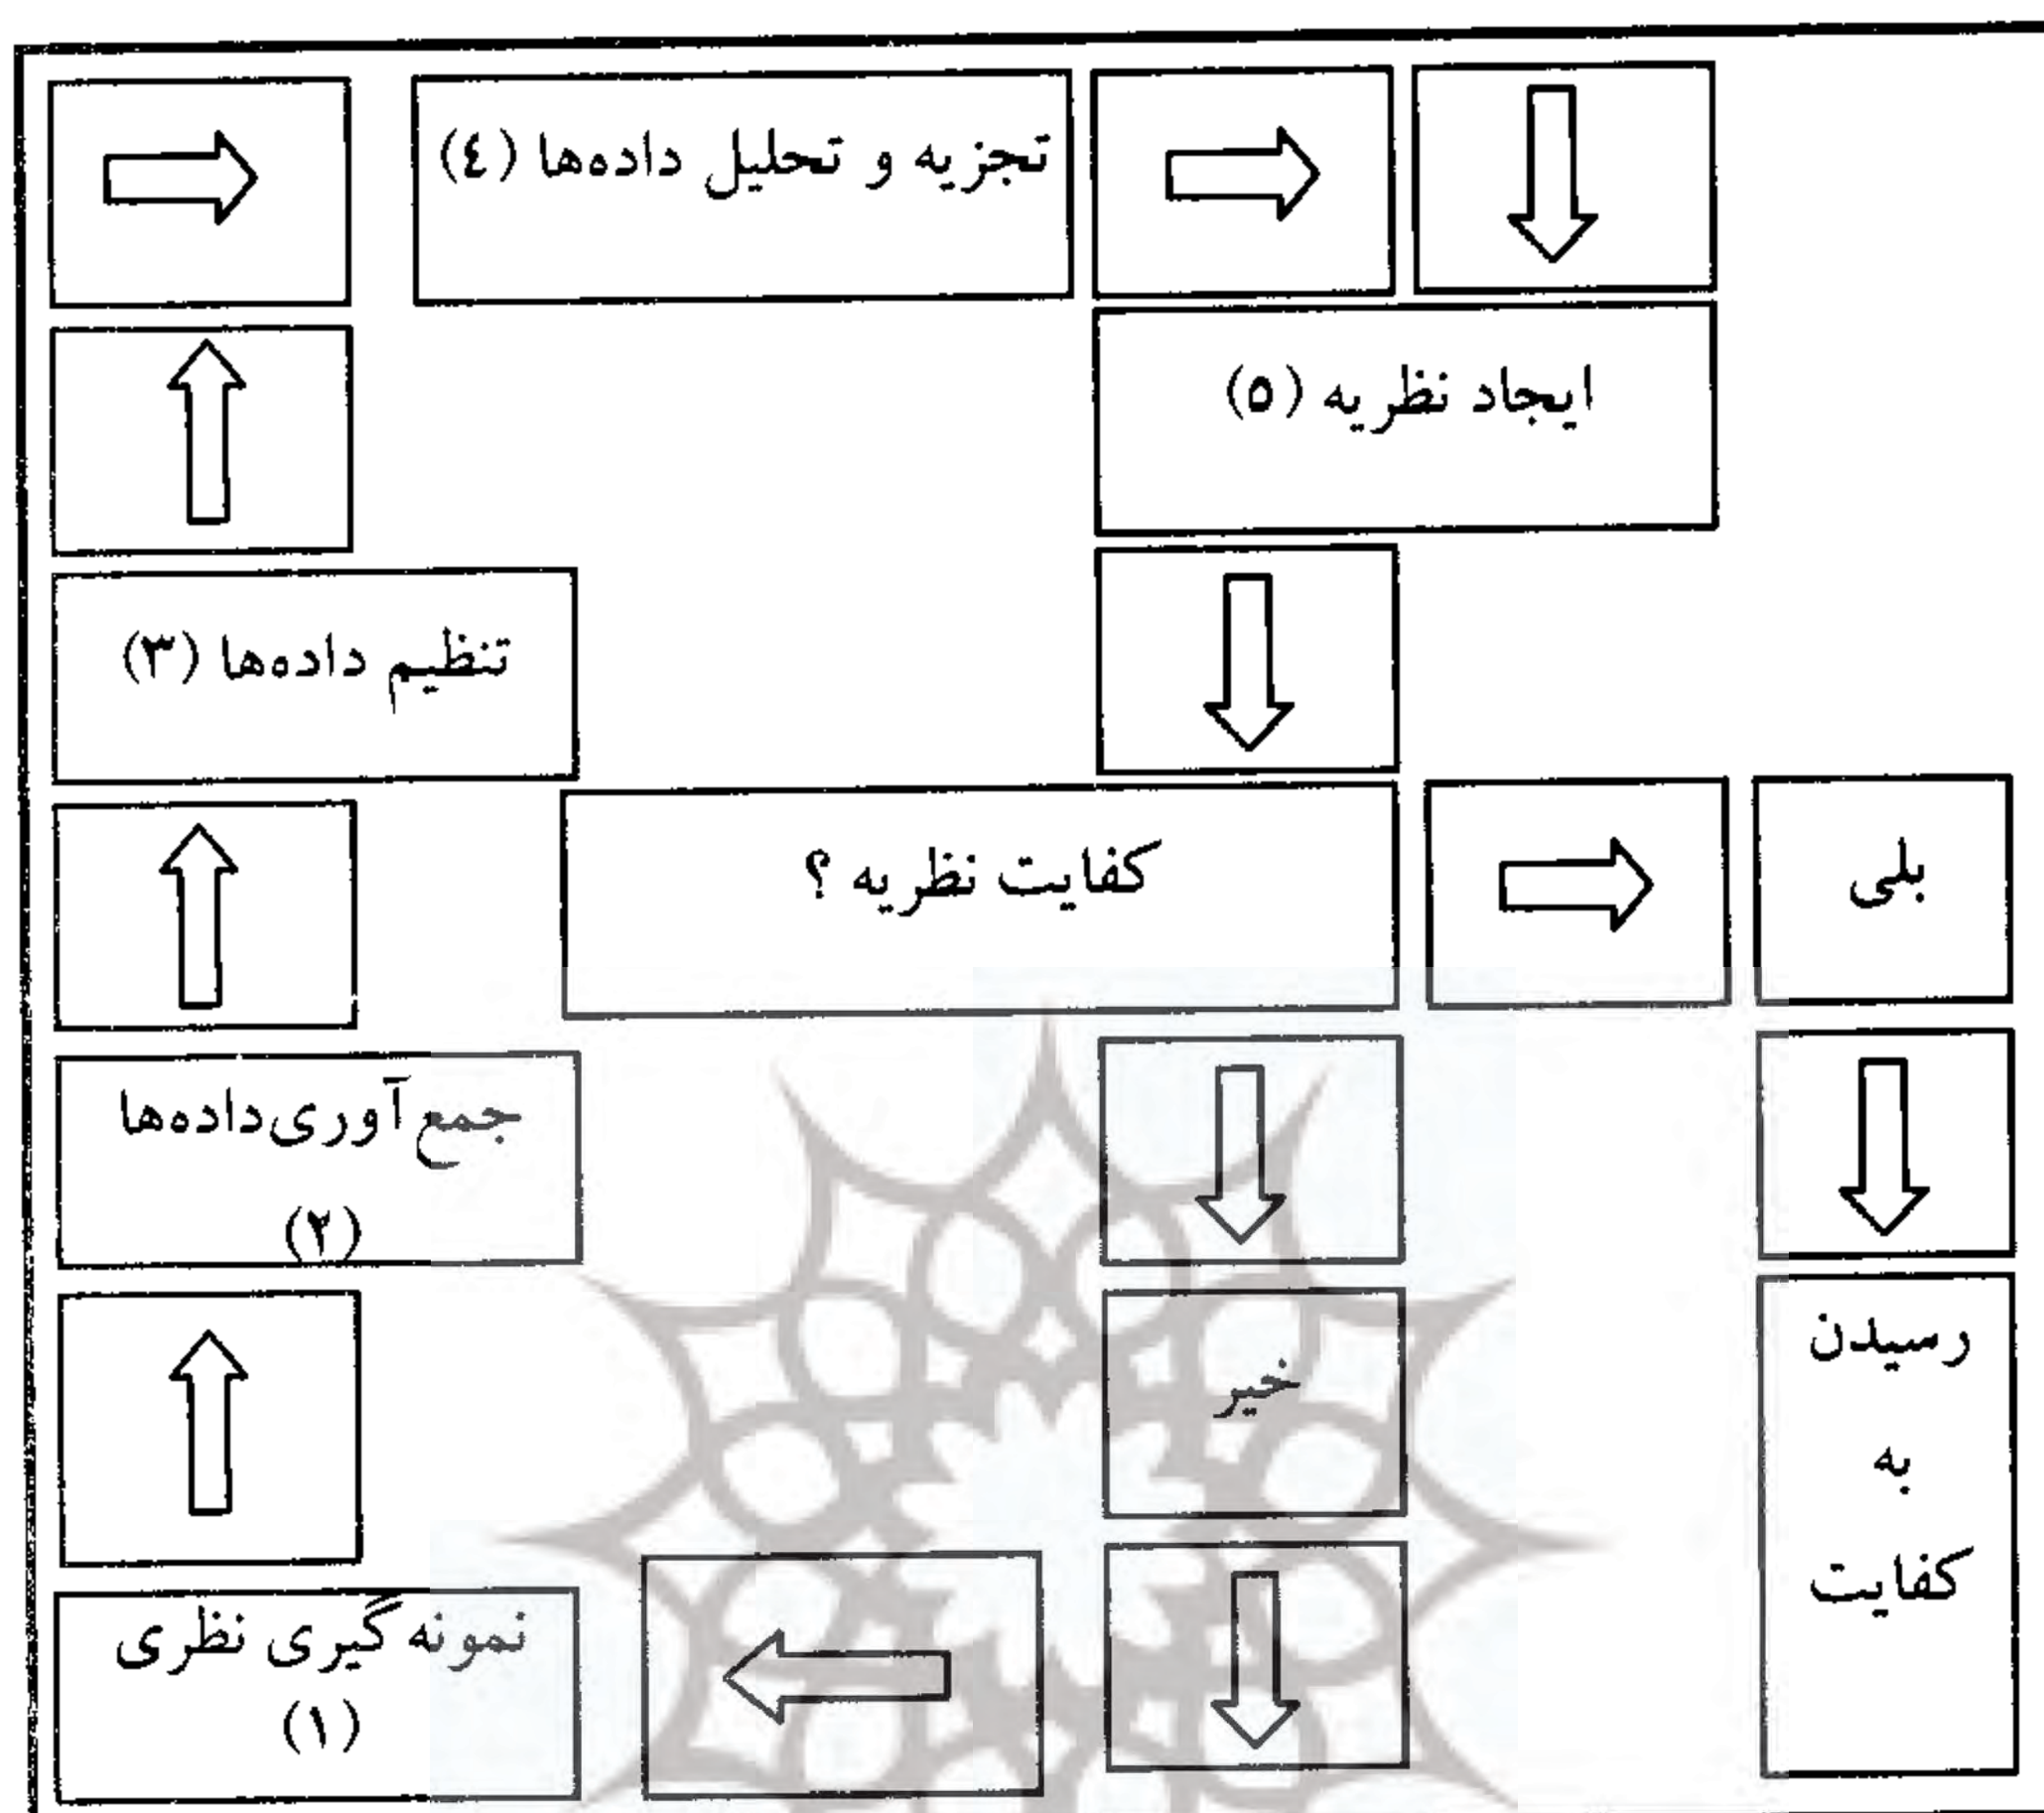 تجزیه و تحلیل داده‌ها (٤)
ایجاد نظریه (٥)
تنظیم داده‌ها (٣)
کفایت نظریه ؟
بلی
جمع آوری داده‌ها
(٢)
خیر
رسیدن
به
کفایت
نمونه گیری نظری
(١)